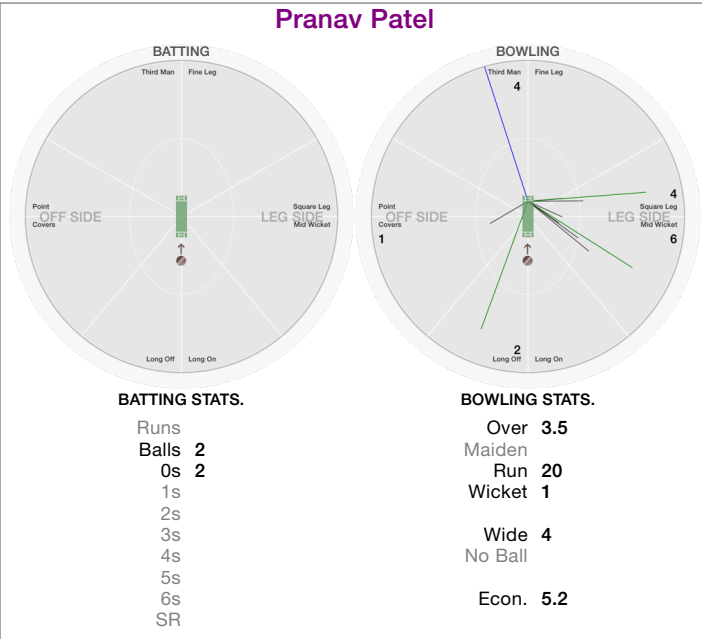 Pranav Patel
BATTING
Third Man Fine Leg
Point
OFF SIDE
Covers
Square Leg
LEG SIDE
Mid Wicket
Long Off Long On
BATTING STATS.
Runs
Balls 2
0s 2
1s
2s
3s
4s
5s
6s
SR
BOWLING
Third Man Fine Leg
4
4
Point
OFF SIDE
Covers
1
Square Leg
LEG SIDE
Mid Wicket
6
2
Long Off Long On
BOWLING STATS.
Over 3.5
Maiden
Run 20
Wicket 1
Wide 4
No Ball
Econ. 5.2